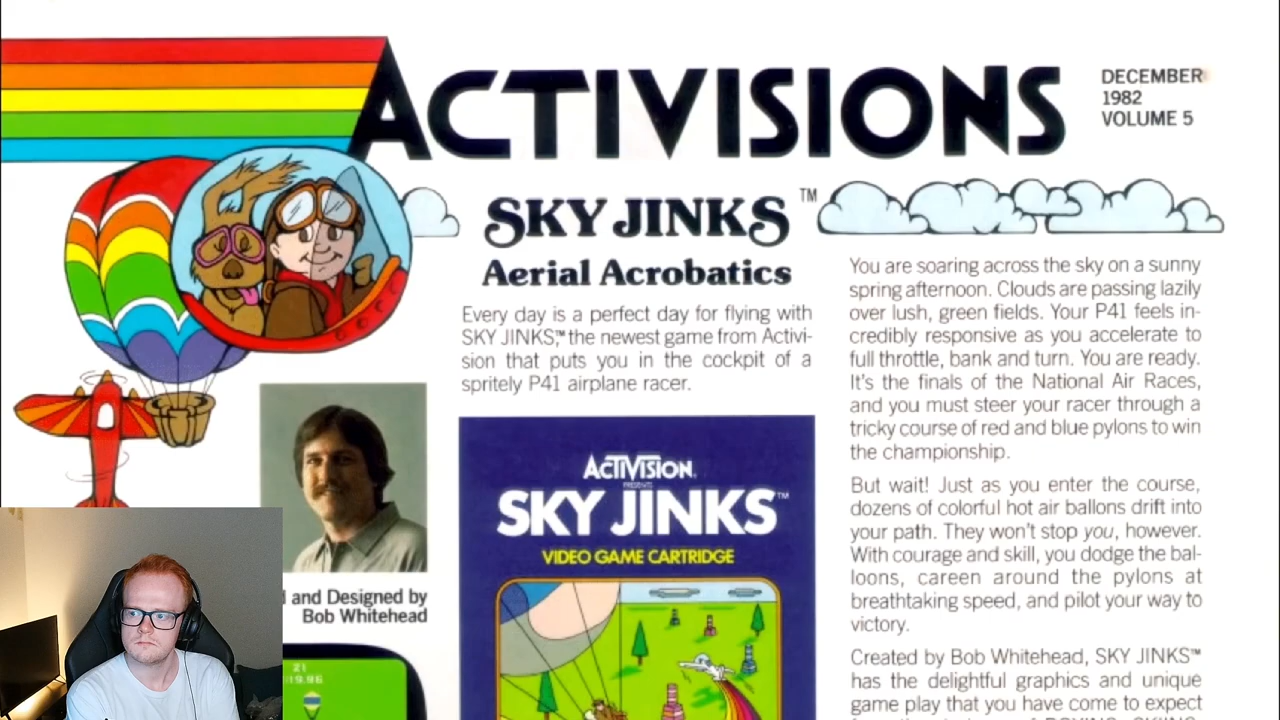 ACTIVISIONS
DECEMBER
1982
VOLUME 5
SKY JINKS™
Aerial Acrobatics
Every day is a perfect day for flying with
SKY JINKS,™ the newest game from Activi-
sion that puts you in the cockpit of a
spritely P41 airplane racer.
ACTIVISION®
PRESENTS
SKY JINKS™
VIDEO GAME CARTRIDGE
and Designed by
Bob Whitehead
21
19.86
You are soaring across the sky on a sunny
spring afternoon. Clouds are passing lazily
over lush, green fields. Your P41 feels in-
credibly responsive as you accelerate to
full throttle, bank and turn. You are ready.
It's the finals of the National Air Races,
and you must steer your racer through a
tricky course of red and blue pylons to win
the championship.
But wait! Just as you enter the course,
dozens of colorful hot air ballons drift into
your path. They won't stop you, however.
With courage and skill, you dodge the bal-
loons, careen around the pylons at
breathtaking speed, and pilot your way to
victory.
Created by Bob Whitehead, SKY JINKS™
has the delightful graphics and unique
game play that you have come to expect